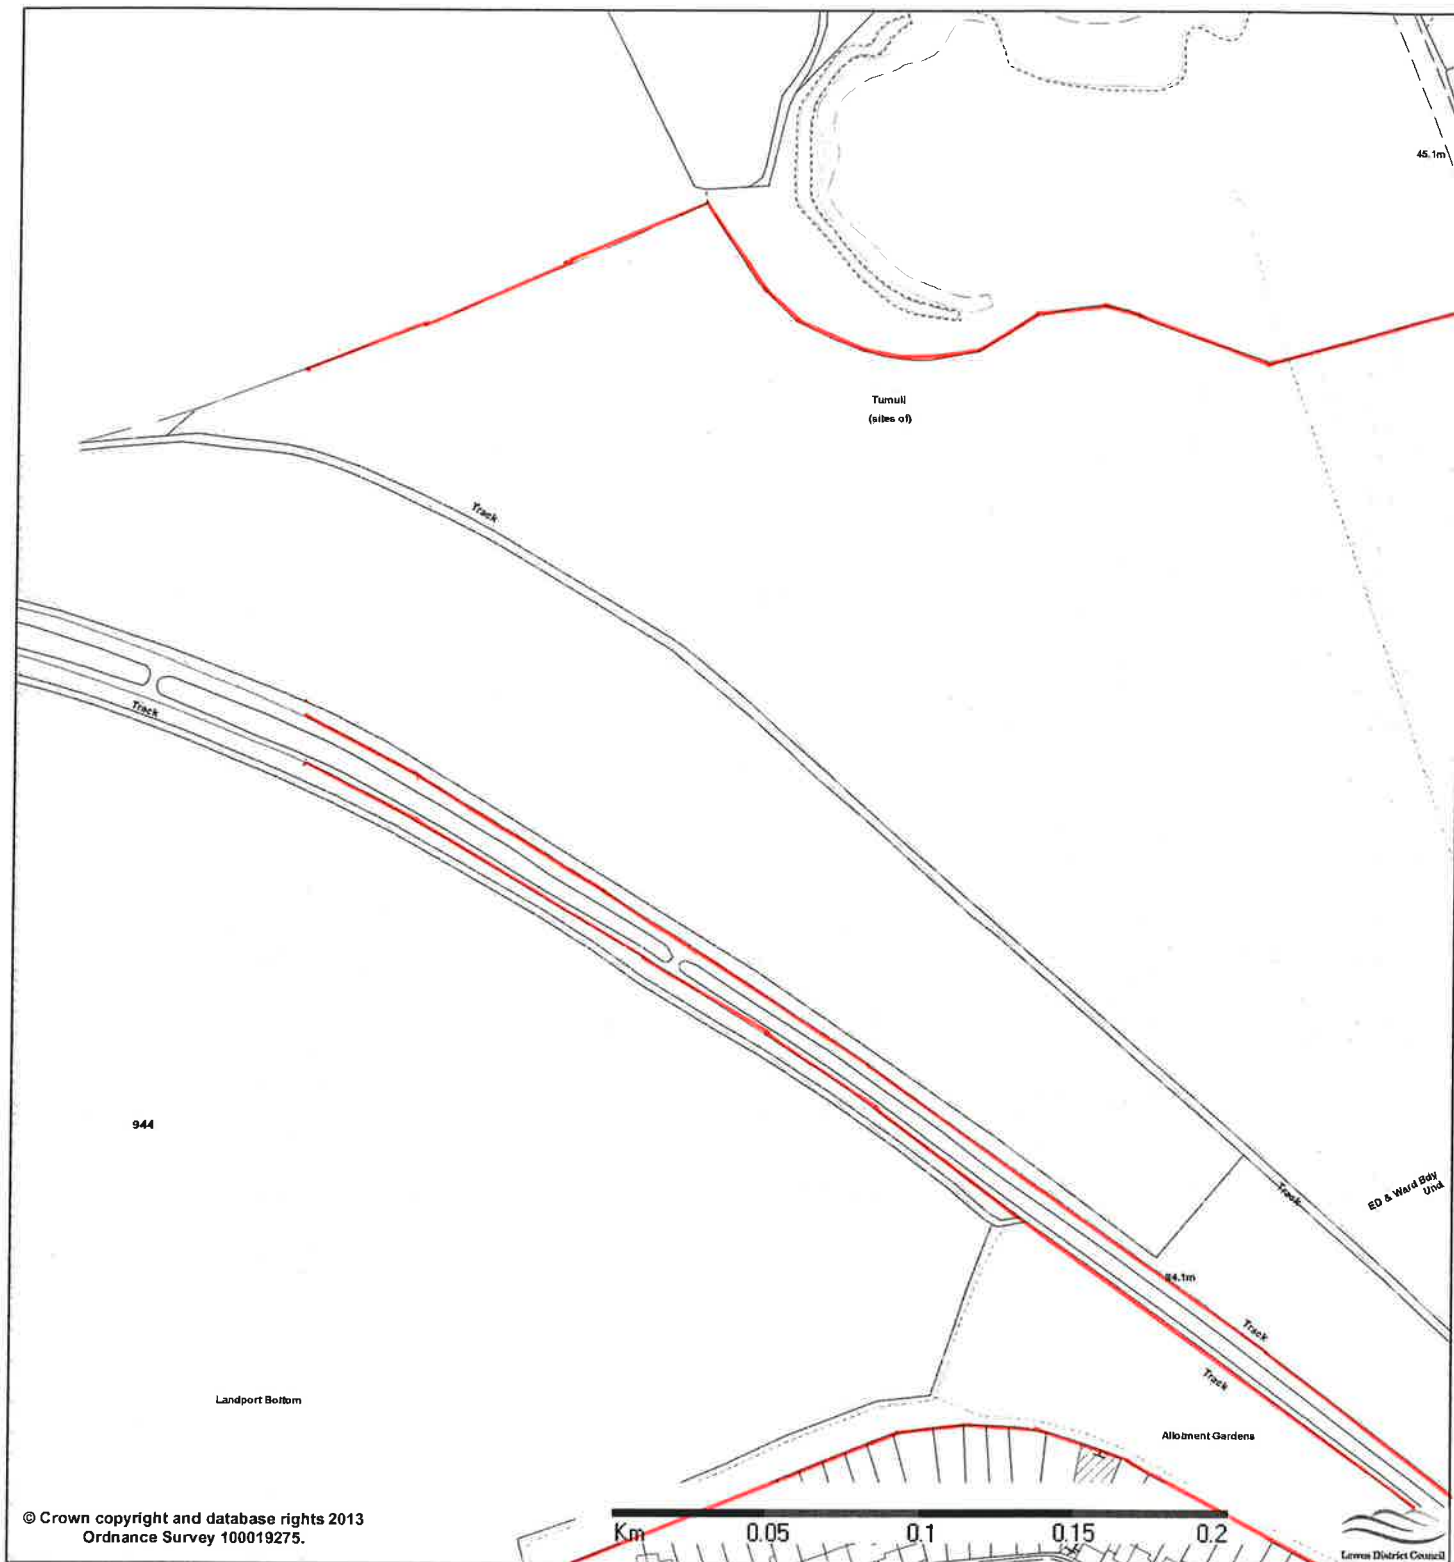 45.1m
Tumuli
(sites of)
Track
Track
944
Track
ED & Ward Bdy
Und
84.1m
Track
Track
Landport Bottom
Allotment Gardens
© Crown copyright and database rights 2013
Ordnance Survey 100019275.
Km 0.05 0.1 0.15 0.2
Lewes District Council